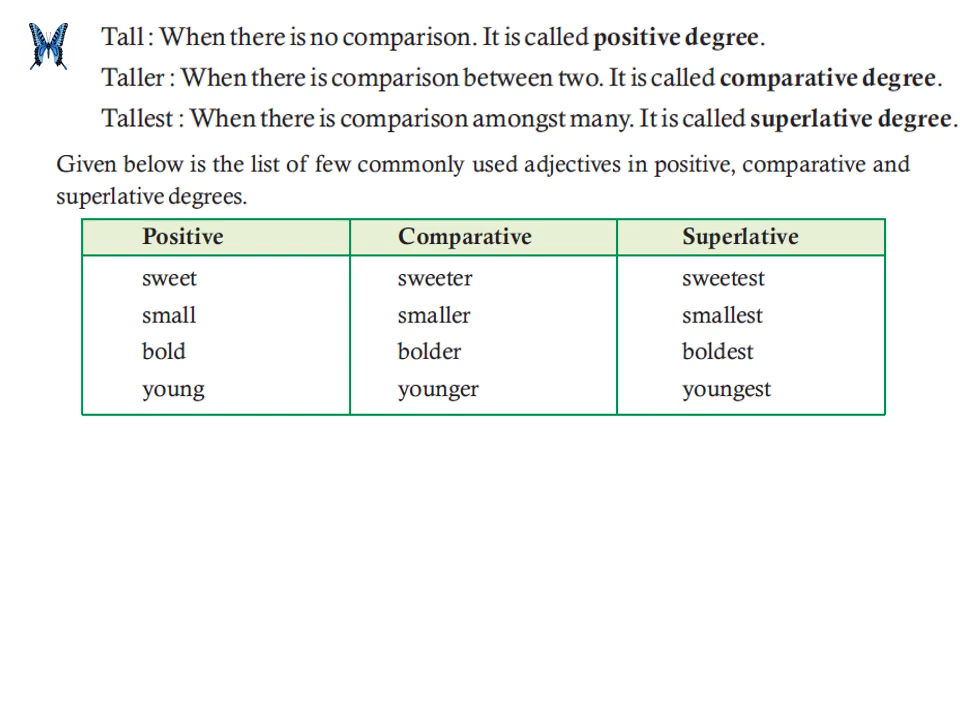 Tall : When there is no comparison. It is called positive degree.
Taller : When there is comparison between two. It is called comparative degree.
Tallest : When there is comparison amongst many. It is called superlative degree.
Given below is the list of few commonly used adjectives in positive, comparative and
superlative degrees.
Positive Comparative Superlative
sweet sweeter sweetest
small smaller smallest
bold bolder boldest
young younger youngest